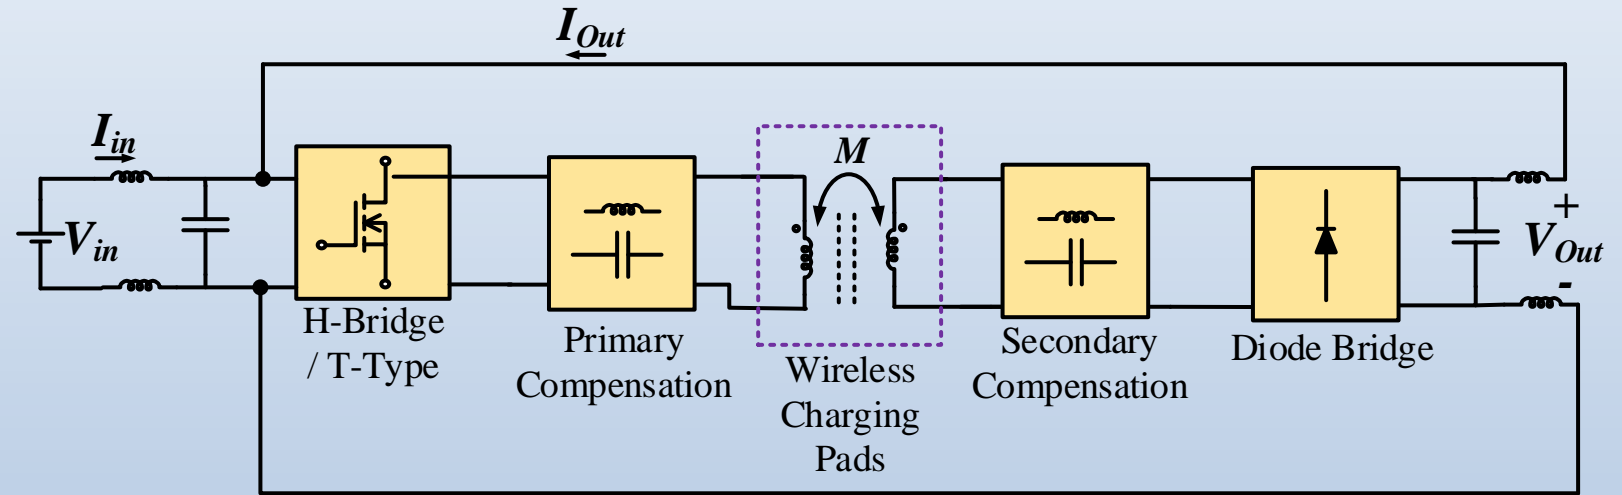 I_Out
I_in
V_in
H-Bridge
/ T-Type
Primary
Compensation
M
Wireless
Charging
Pads
Secondary
Compensation
Diode Bridge
+
V_Out
-